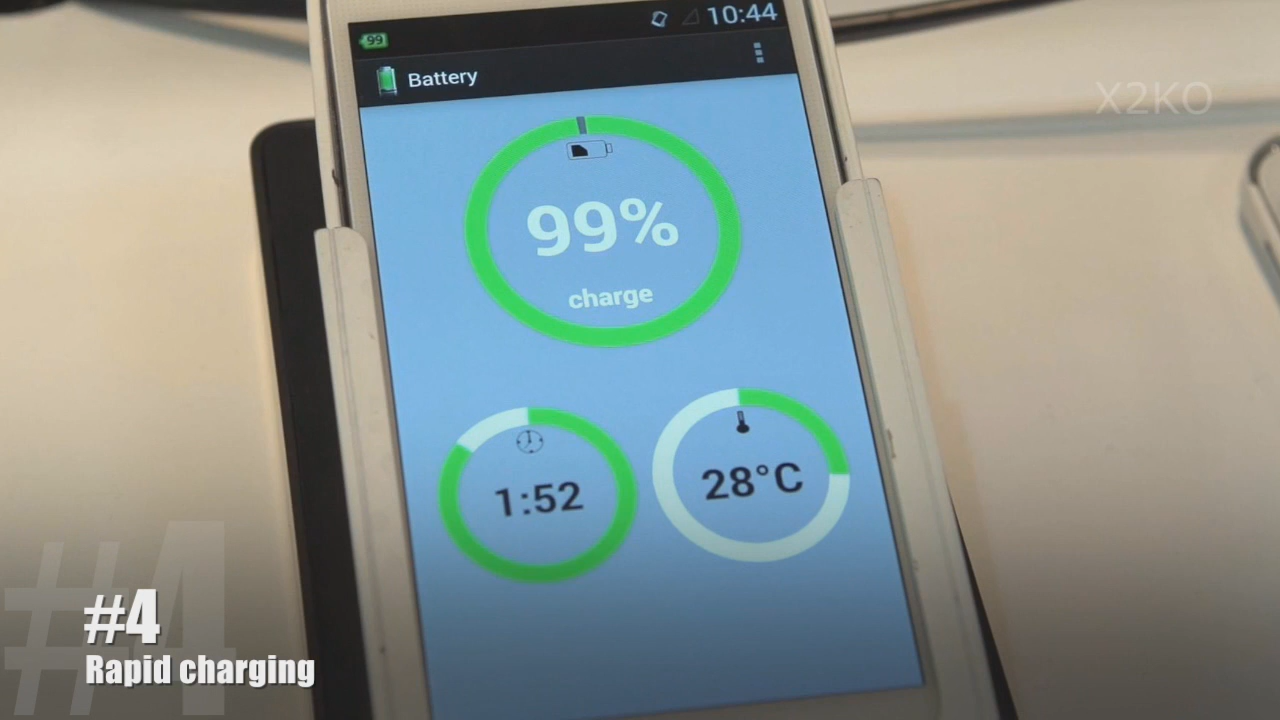 99
10:44
Battery
X2KO
99%
charge
1:52
28°C
#4
#4
Rapid charging